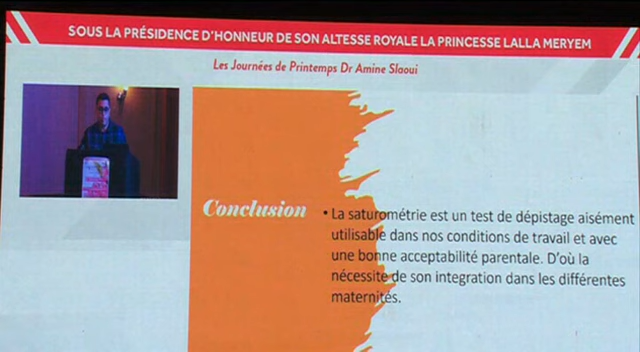 SOUS LA PRÉSIDENCE D'HONNEUR DE SON ALTESSE ROYALE LA PRINCESSE LALLA MERYEM
Les Journées de Printemps Dr Amine Slaoui
Conclusion
• La saturométrie est un test de dépistage aisément
utilisable dans nos conditions de travail et avec
une bonne acceptabilité parentale. D'où la
nécessite de son integration dans les différentes
maternités.